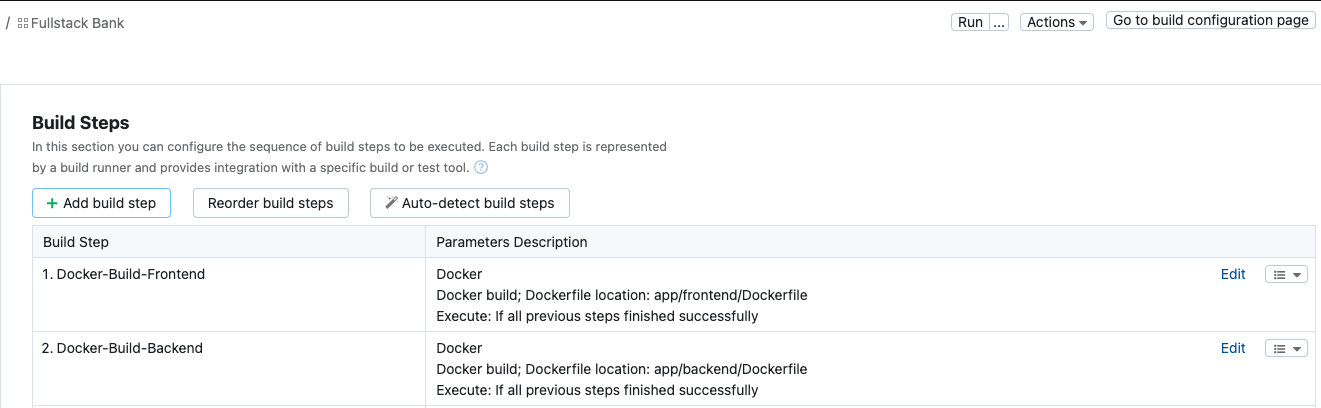 / Fullstack Bank
Run ... Actions Go to build configuration page
Build Steps
In this section you can configure the sequence of build steps to be executed. Each build step is represented
by a build runner and provides integration with a specific build or test tool. ?
+ Add build step Reorder build steps Auto-detect build steps
Build Step Parameters Description
1. Docker-Build-Frontend Docker Edit
Docker build; Dockerfile location: app/frontend/Dockerfile
Execute: If all previous steps finished successfully
2. Docker-Build-Backend Docker Edit
Docker build; Dockerfile location: app/backend/Dockerfile
Execute: If all previous steps finished successfully